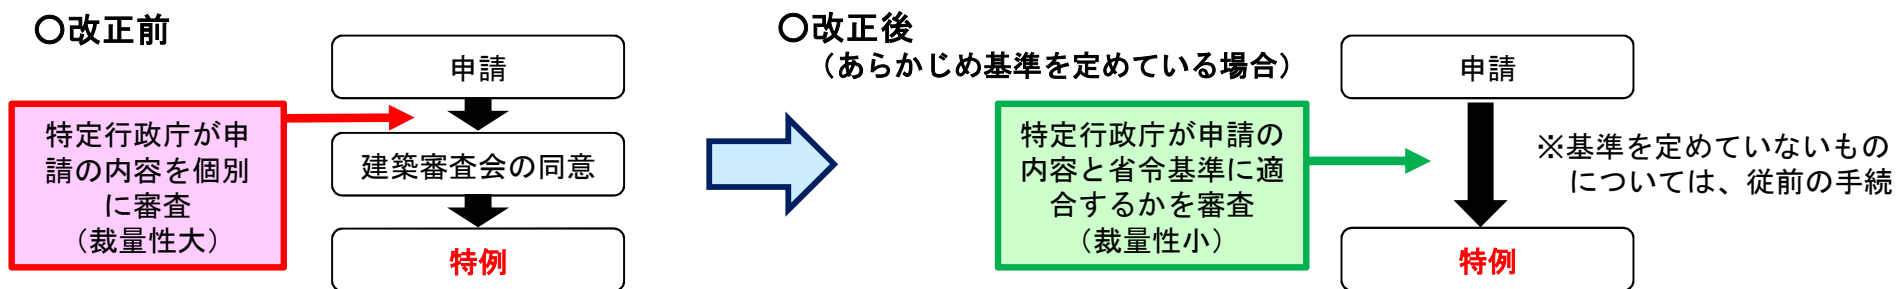 〇改正前
申請
特定行政庁が申
請の内容を個別
に審査
（裁量性大）
建築審査会の同意
特例
〇改正後
（あらかじめ基準を定めている場合）
申請
特定行政庁が申請の
内容と省令基準に適
合するかを審査
（裁量性小）
※基準を定めていないもの
については、従前の手続
特例